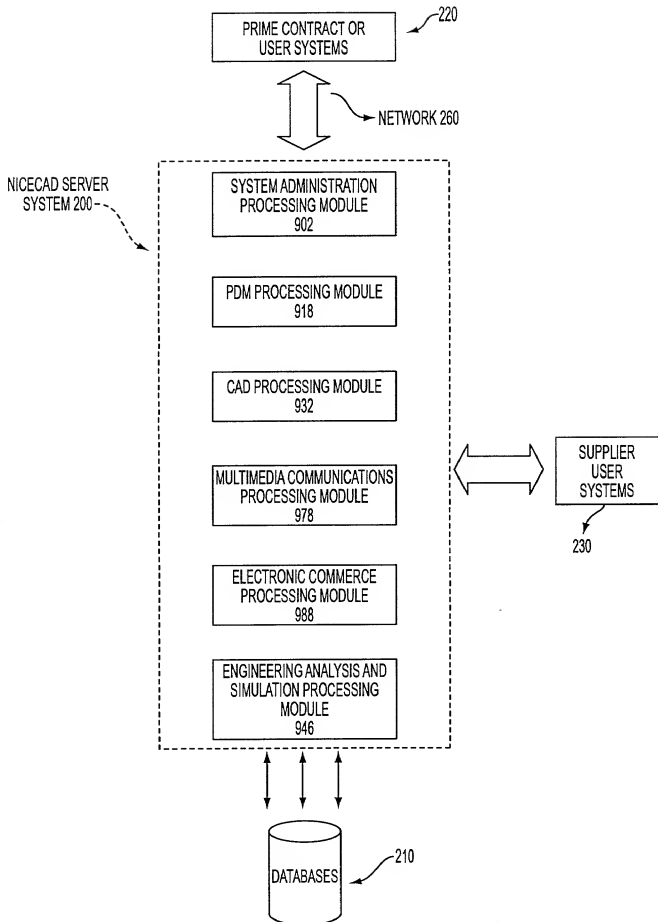 PRIME CONTRACT OR
USER SYSTEMS
220
NETWORK 260
NICECAD SERVER
SYSTEM 200
SYSTEM ADMINISTRATION
PROCESSING MODULE
902
PDM PROCESSING MODULE
918
CAD PROCESSING MODULE
932
MULTIMEDIA COMMUNICATIONS
PROCESSING MODULE
978
SUPPLIER
USER
SYSTEMS
230
ELECTRONIC COMMERCE
PROCESSING MODULE
988
ENGINEERING ANALYSIS AND
SIMULATION PROCESSING
MODULE
946
DATABASES
210